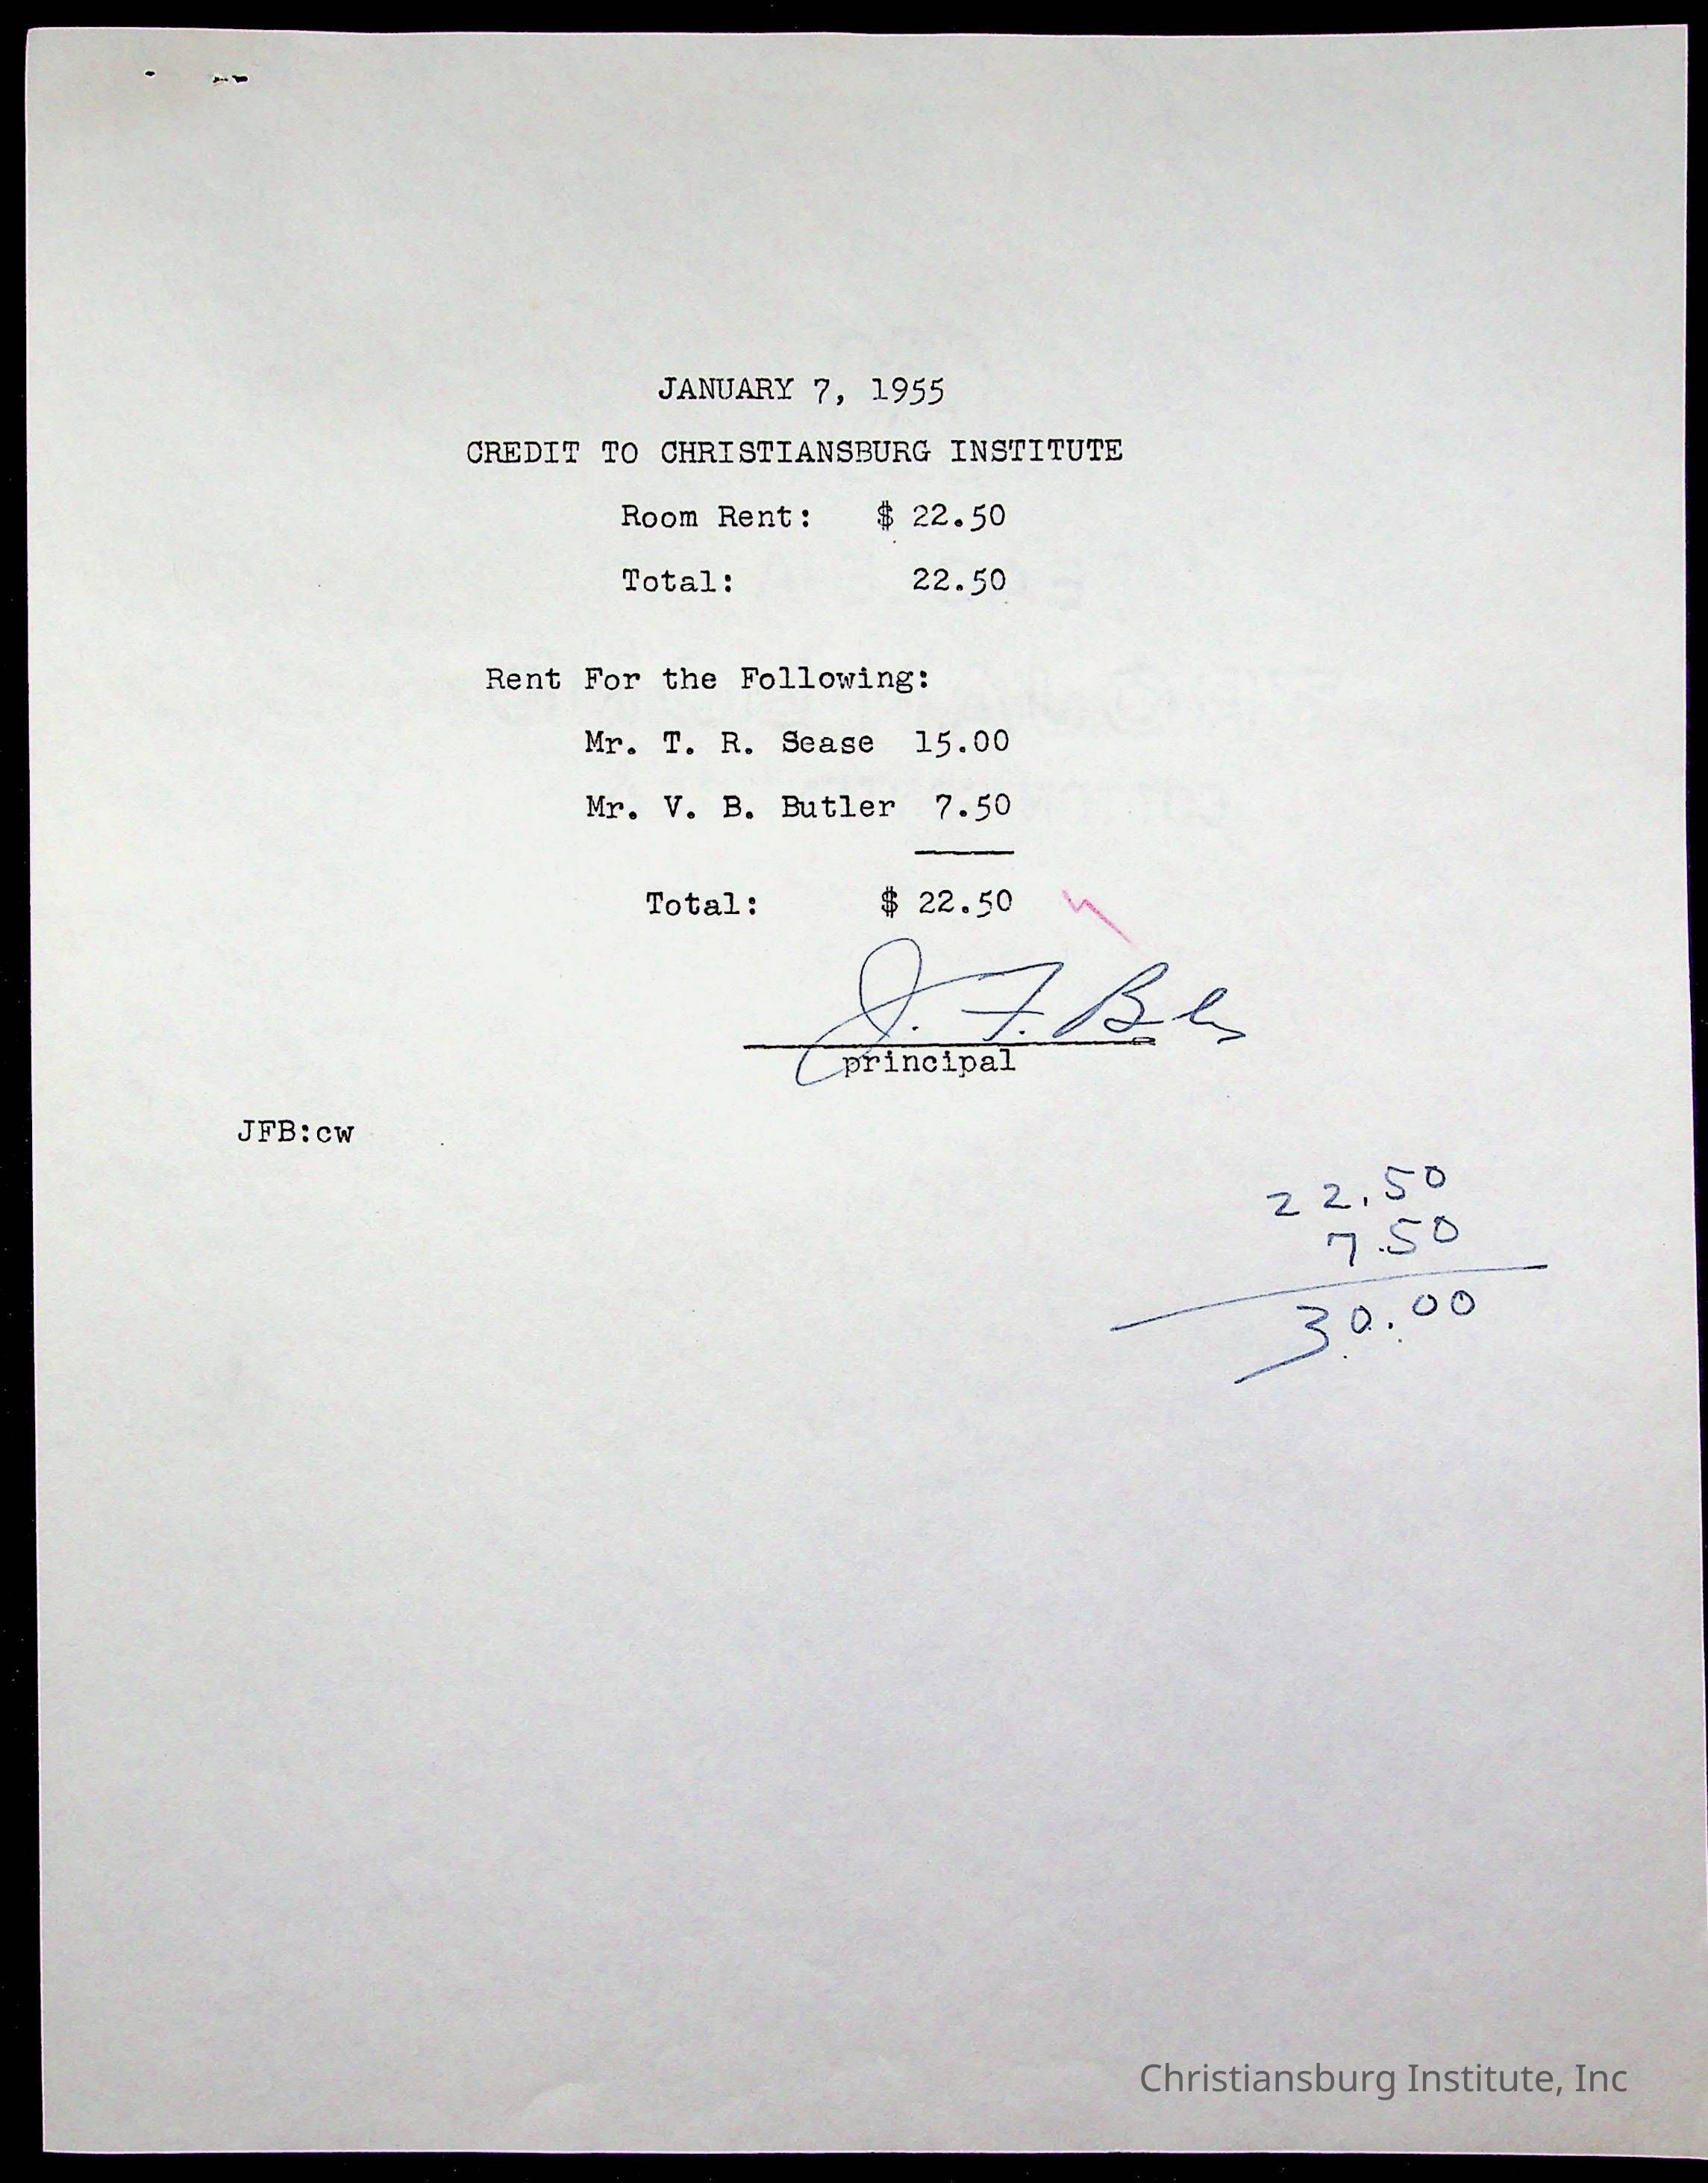 JANUARY 7, 1955
CREDIT TO CHRISTIANSBURG INSTITUTE
Room Rent: $ 22.50
Total: 22.50
Rent For the Following:
Mr. T. R. Sease 15.00
Mr. V. B. Butler 7.50
Total: $ 22.50
J. F.
principal
JFB:cw
22.50
7.50
30.00
Christiansburg Institute, Inc